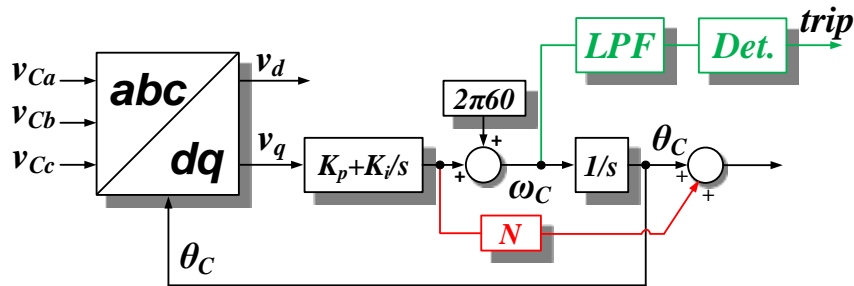 LPF
Det.
trip
v_Ca
v_Cb
v_Cc
abc
dq
v_d
v_q
2π60
K_p+K_i/s
+
+
ω_C
1/s
θ_C
+
+
N
θ_C